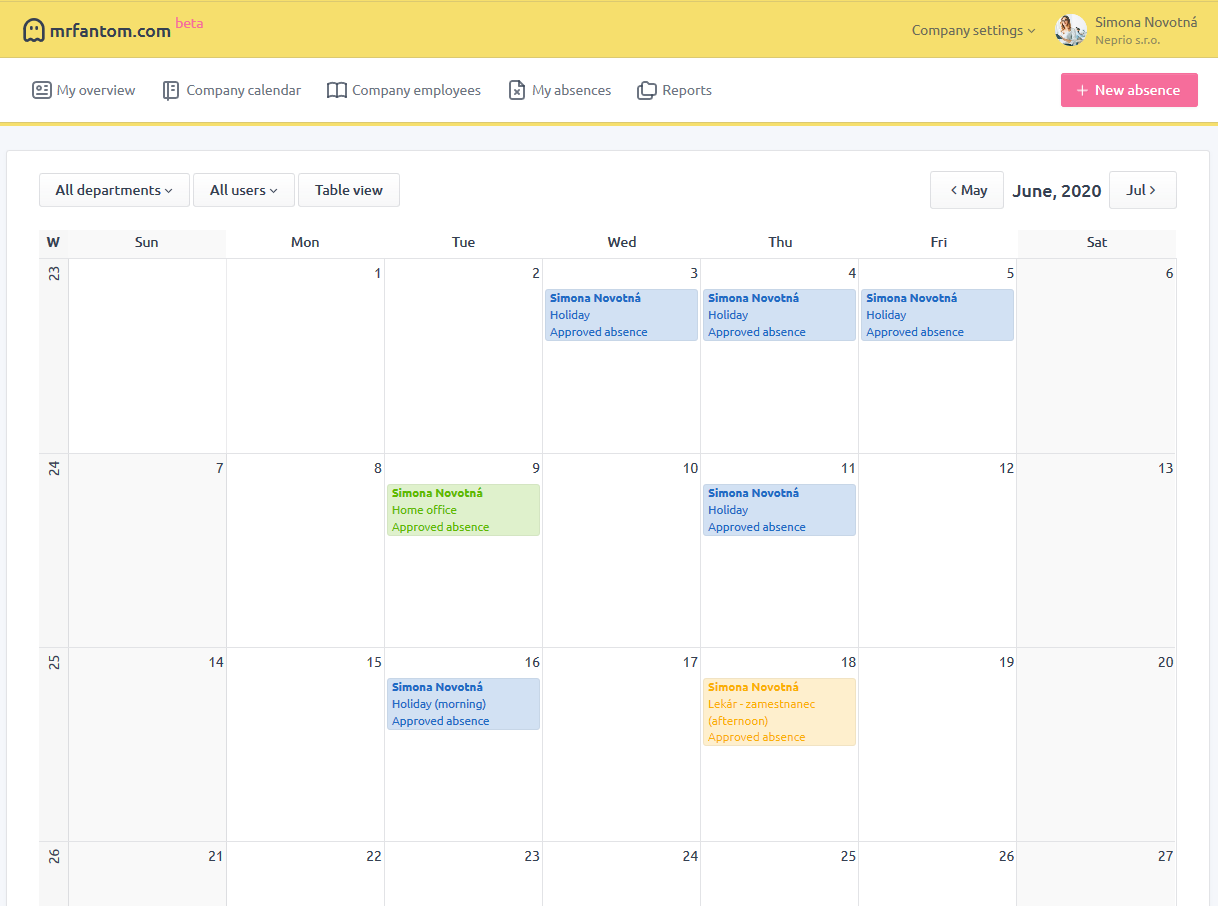 mrfantom.com beta
Company settings
Simona Novotná
Neprio s.r.o.
My overview
Company calendar
Company employees
My absences
Reports
+ New absence
All departments
All users
Table view
< May
June, 2020
Jul >
W Sun Mon Tue Wed Thu Fri Sat
23 1 2 3 4 5 6
Simona Novotná
Holiday
Approved absence
Simona Novotná
Holiday
Approved absence
Simona Novotná
Holiday
Approved absence
24 7 8 9 10 11 12 13
Simona Novotná
Home office
Approved absence
Simona Novotná
Holiday
Approved absence
25 14 15 16 17 18 19 20
Simona Novotná
Holiday (morning)
Approved absence
Simona Novotná
Lekár - zamestnanec
(afternoon)
Approved absence
26 21 22 23 24 25 26 27